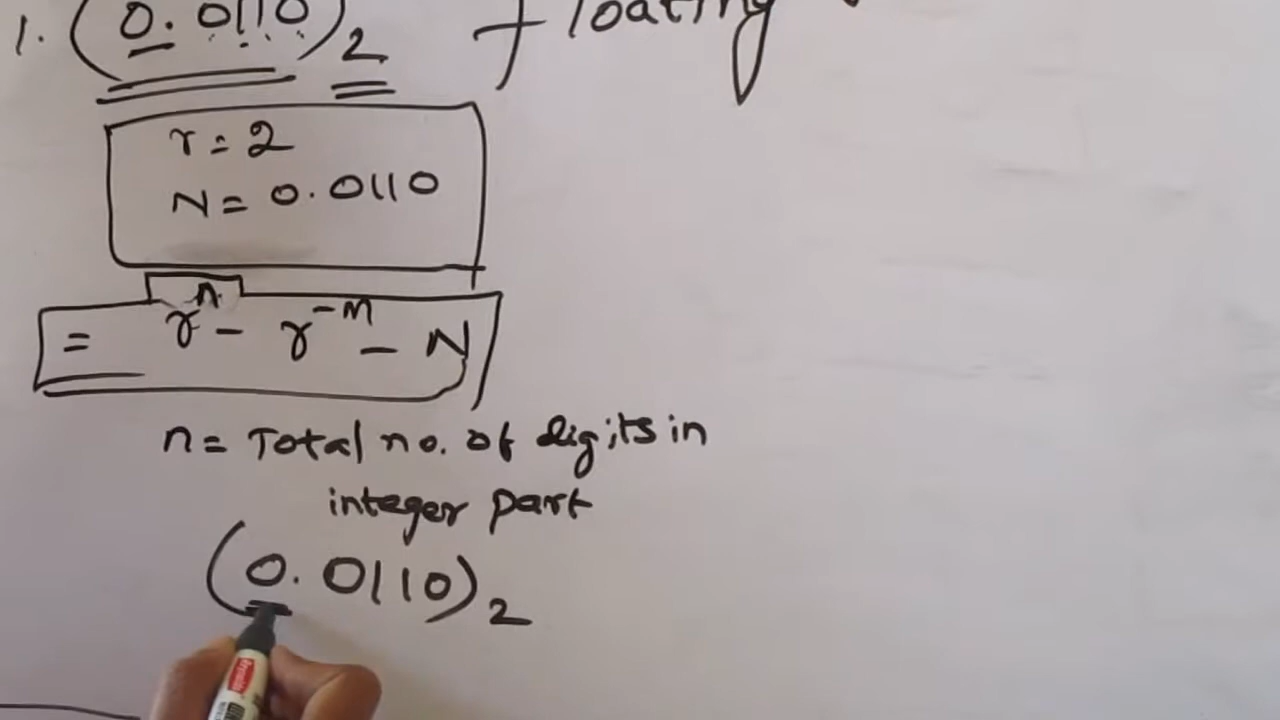 1. (0.0110)2 floating
r = 2
N = 0.0110
= r^n - r^-m - N
n = Total no. of digits in
integer part
(0.0110)2